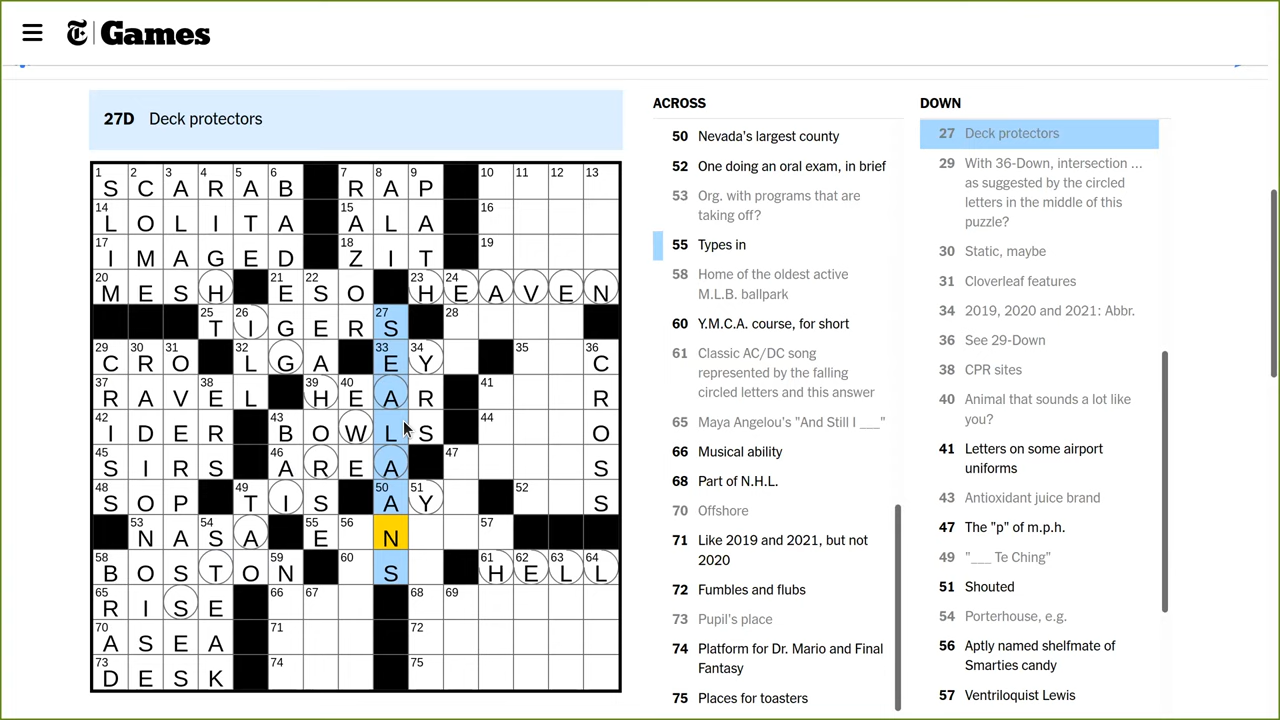 T Games
27D Deck protectors
1 2 3 4 5 6 7 8 9 10 11 12 13
S C A R A B R A P
14 15 16
L O L I T A A L A
17 18 19
I M A G E D Z I T
20 21 22 23 24
M E S H E S O H E A V E N
25 26 27 28
T I G E R S
29 30 31 32 33 34 35 36
C R O L G A E Y C
37 38 39 40 41
R A V E L H E A R R
42 43 44
I D E R B O W L S O
45 46 47
S I R S A R E A S
48 49 50 51 52
S O P T I S A Y S
53 54 55 56 57
N A S A E N
58 59 60 61 62 63 64
B O S T O N S H E L L
65 66 67 68 69
R I S E
70 71 72
A S E A
73 74 75
D E S K
ACROSS
50 Nevada's largest county
52 One doing an oral exam, in brief
53 Org. with programs that are
taking off?
55 Types in
58 Home of the oldest active
M.L.B. ballpark
60 Y.M.C.A. course, for short
61 Classic AC/DC song
represented by the falling
circled letters and this answer
65 Maya Angelou's "And Still I ___"
66 Musical ability
68 Part of N.H.L.
70 Offshore
71 Like 2019 and 2021, but not
2020
72 Fumbles and flubs
73 Pupil's place
74 Platform for Dr. Mario and Final
Fantasy
75 Places for toasters
DOWN
27 Deck protectors
29 With 36-Down, intersection ...
as suggested by the circled
letters in the middle of this
puzzle?
30 Static, maybe
31 Cloverleaf features
34 2019, 2020 and 2021: Abbr.
36 See 29-Down
38 CPR sites
40 Animal that sounds a lot like
you?
41 Letters on some airport
uniforms
43 Antioxidant juice brand
47 The "p" of m.p.h.
49 "___ Te Ching"
51 Shouted
54 Porterhouse, e.g.
56 Aptly named shelfmate of
Smarties candy
57 Ventriloquist Lewis